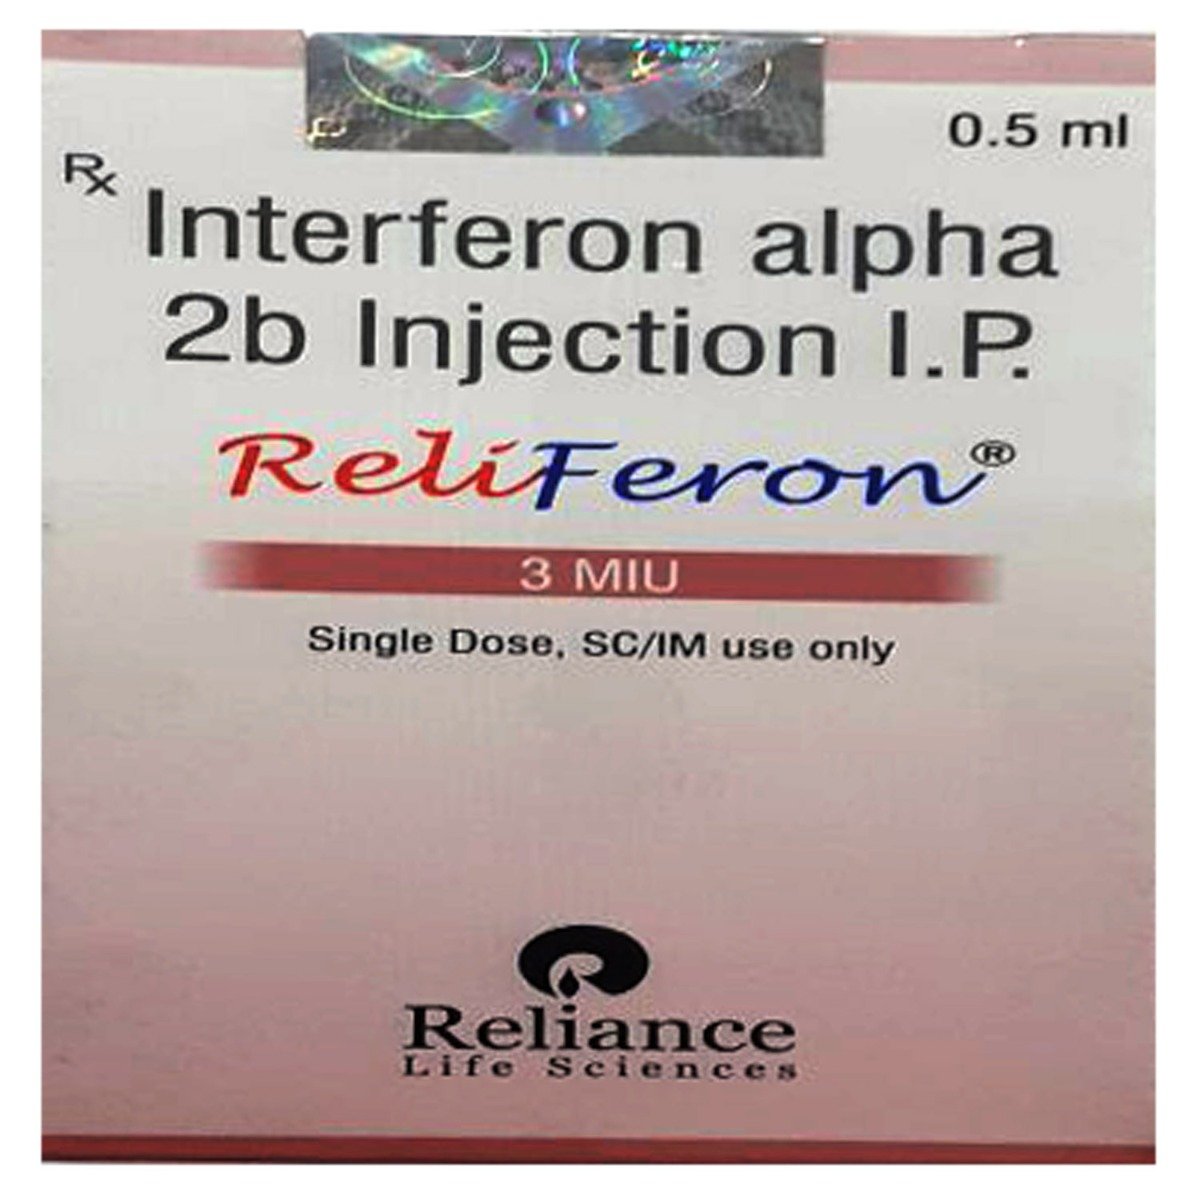 0.5 ml
Rx Interferon alpha
2b Injection I.P.
ReliFeron®
3 MIU
Single Dose, SC/IM use only
Reliance
Life Sciences